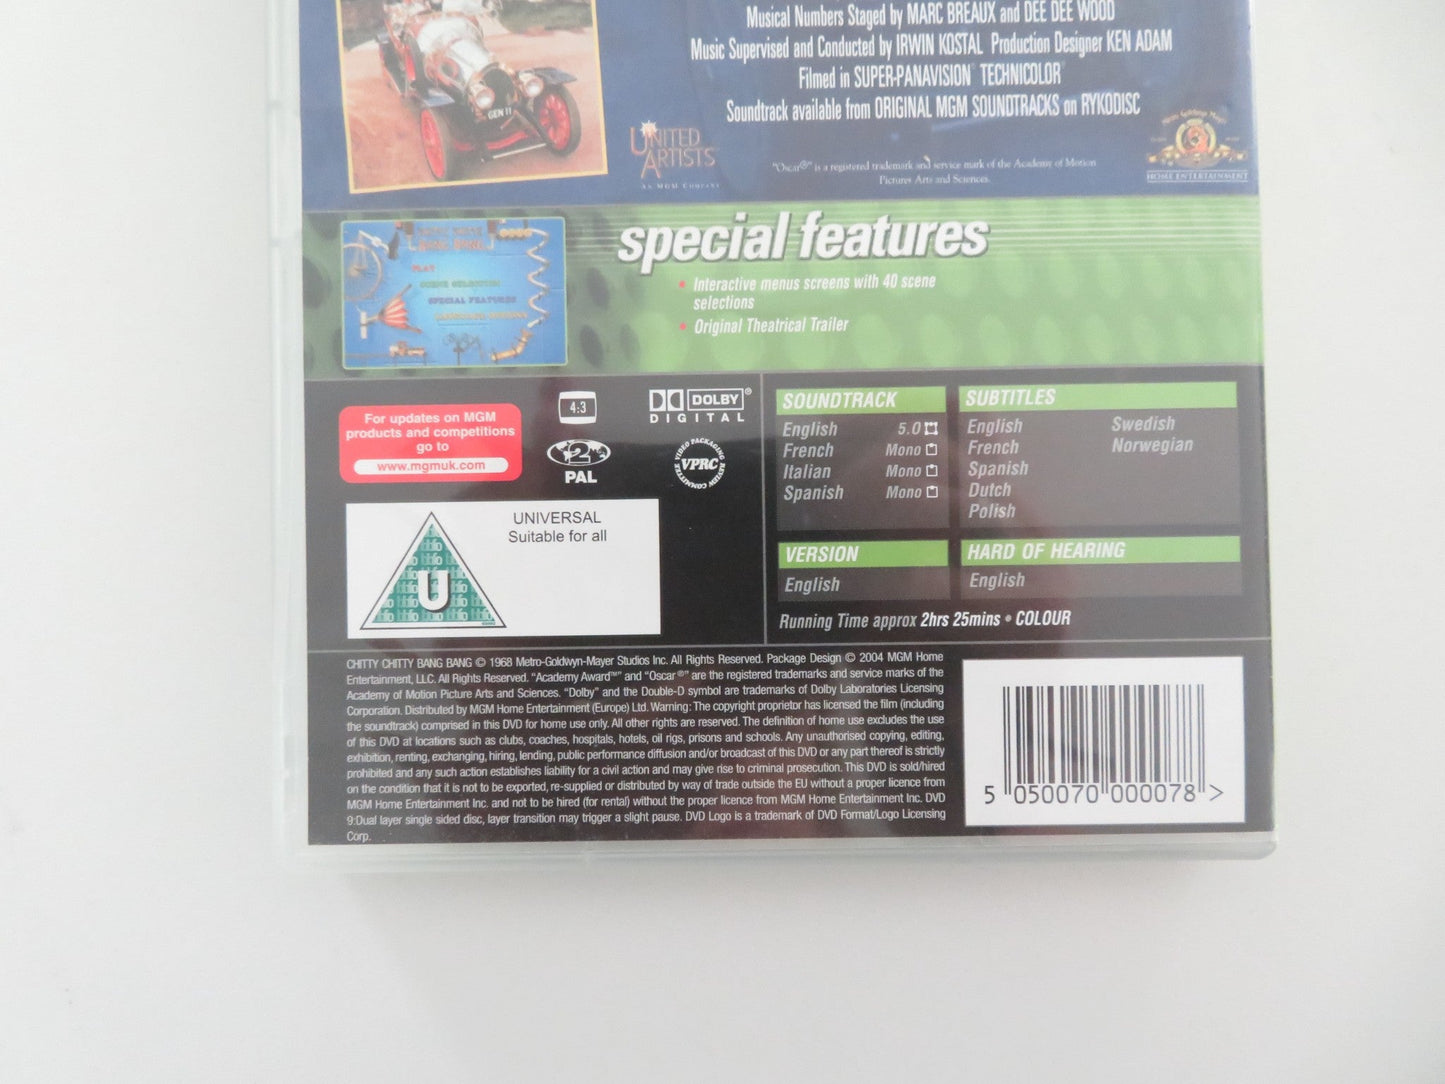 Musical Numbers Staged by MARC BREAUX and DEE DEE WOOD
Music Supervised and Conducted by IRWIN KOSTAL Production Designer KEN ADAM
Filmed in SUPER-PANAVISION® TECHNICOLOR®
Soundtrack available from ORIGINAL MGM SOUNDTRACKS on RYKODISC
GEN 11
UNITED
ARTISTS
AN MGM COMPANY
"Oscar®" is a registered trademark and service mark of the Academy of Motion
Pictures Arts and Sciences.
HOME ENTERTAINMENT
BANG BANG
PLAY
SCENE SELECTION
SPECIAL FEATURES
special features
• Interactive menus screens with 40 scene
selections
• Original Theatrical Trailer
For updates on MGM
products and competitions
go to
www.mgmuk.com
4:3
2
PAL
DOLBY®
DIGITAL
VIDEO PACKAGING REVIEW COMMITTEE
VPRC
U
UNIVERSAL
Suitable for all
SOUNDTRACK
English 5.0
French Mono
Italian Mono
Spanish Mono
SUBTITLES
English Swedish
French Norwegian
Spanish
Dutch
Polish
VERSION
English
HARD OF HEARING
English
Running Time approx 2hrs 25mins • COLOUR
CHITTY CHITTY BANG BANG © 1968 Metro-Goldwyn-Mayer Studios Inc. All Rights Reserved. Package Design © 2004 MGM Home
Entertainment, LLC. All Rights Reserved. "Academy Award™" and "Oscar®" are the registered trademarks and service marks of the
Academy of Motion Picture Arts and Sciences. "Dolby" and the Double-D symbol are trademarks of Dolby Laboratories Licensing
Corporation. Distributed by MGM Home Entertainment (Europe) Ltd. Warning: The copyright proprietor has licensed the film (including
the soundtrack) comprised in this DVD for home use only. All other rights are reserved. The definition of home use excludes the use
of this DVD at locations such as clubs, coaches, hospitals, hotels, oil rigs, prisons and schools. Any unauthorised copying, editing,
exhibition, renting, exchanging, hiring, lending, public performance diffusion and/or broadcast of this DVD or any part thereof is strictly
prohibited and any such action establishes liability for a civil action and may give rise to criminal prosecution. This DVD is sold/hired
on the condition that it is not to be exported, re-supplied or distributed by way of trade outside the EU without a proper licence from
MGM Home Entertainment Inc. and not to be hired (for rental) without the proper licence from MGM Home Entertainment Inc. DVD
9:Dual layer single sided disc, layer transition may trigger a slight pause. DVD Logo is a trademark of DVD Format/Logo Licensing
Corp.
5 050070 000078 >